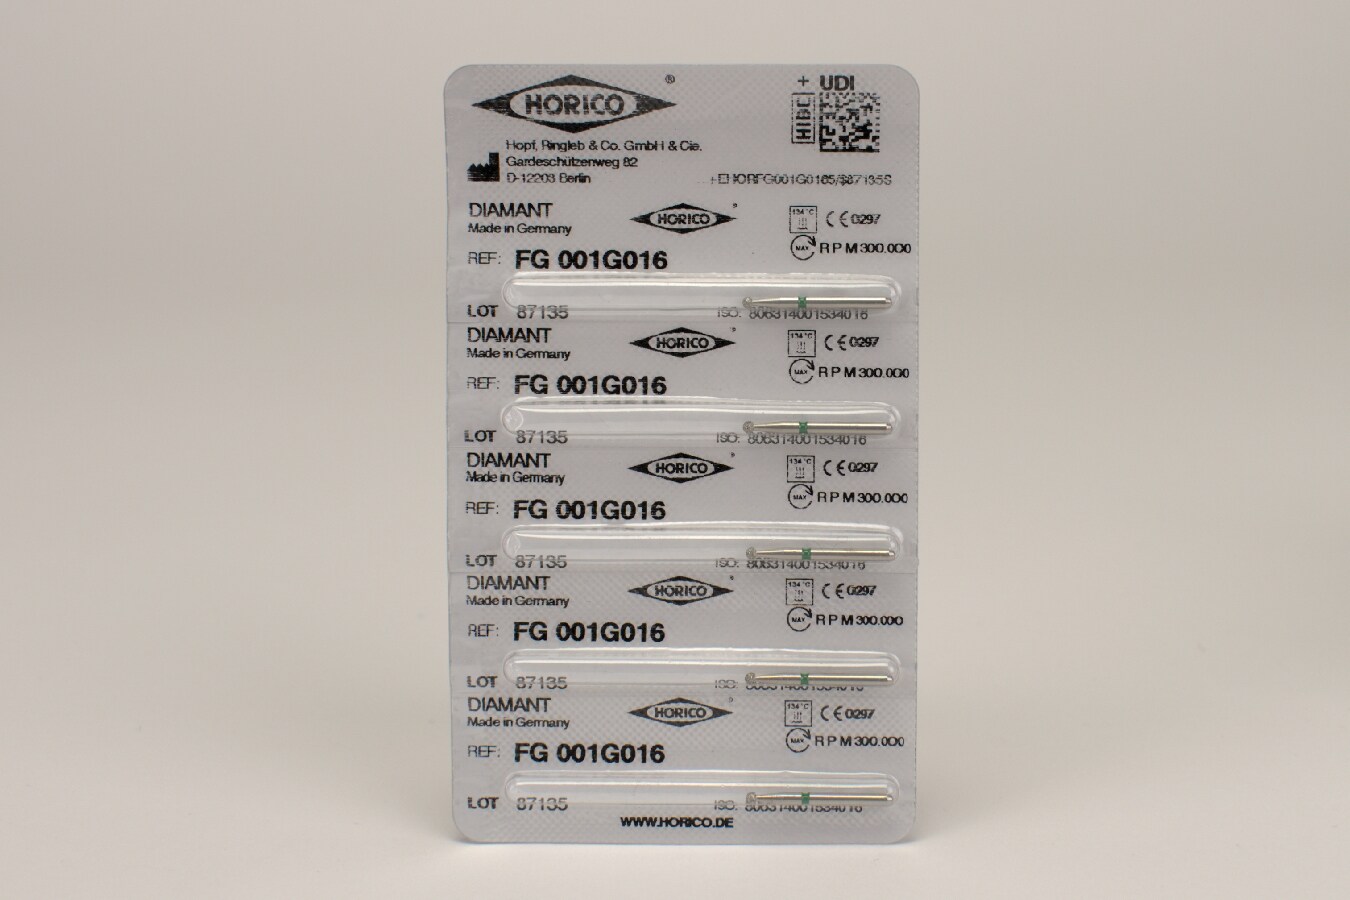 HORICO ®
+ UDI
HIBC
Hopf, Ringleb & Co. GmbH & Cie.
Gardeschützenweg 82
D-12203 Berlin
+EHORFG001G0165/$87135S
DIAMANT
Made in Germany
HORICO ®
134 °C
CE 0297
MAX RPM 300.000
REF: FG 001G016
LOT 87135
ISO: 806314001534016
DIAMANT
Made in Germany
HORICO ®
134 °C
CE 0297
MAX RPM 300.000
REF: FG 001G016
LOT 87135
ISO: 806314001534016
DIAMANT
Made in Germany
HORICO ®
134 °C
CE 0297
MAX RPM 300.000
REF: FG 001G016
LOT 87135
ISO: 806314001534016
DIAMANT
Made in Germany
HORICO ®
134 °C
CE 0297
MAX RPM 300.000
REF: FG 001G016
LOT 87135
ISO: 806314001534016
DIAMANT
Made in Germany
HORICO ®
134 °C
CE 0297
MAX RPM 300.000
REF: FG 001G016
LOT 87135
ISO: 806314001534016
WWW.HORICO.DE